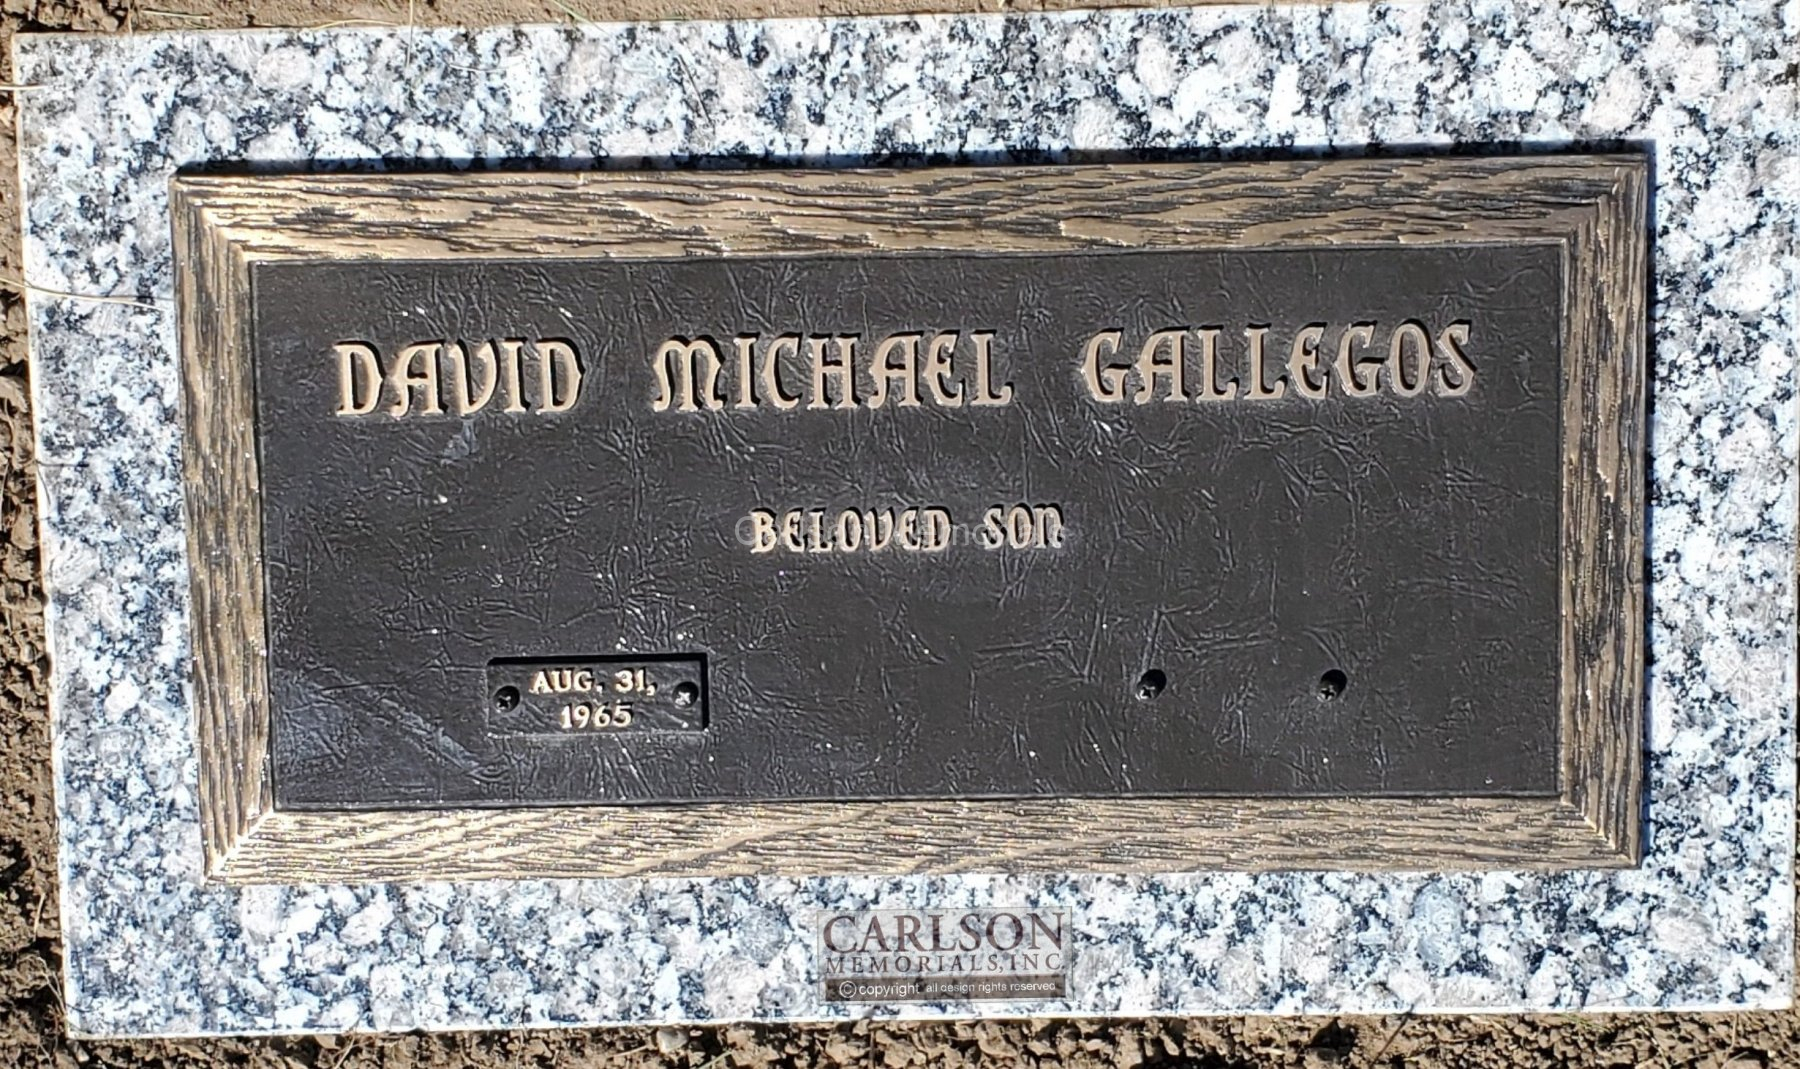 DAVID MICHAEL GALLEGOS
BELOVED SON
AUG. 31,
1965
CARLSON
MEMORIALS, INC
©copyright all design rights reserved